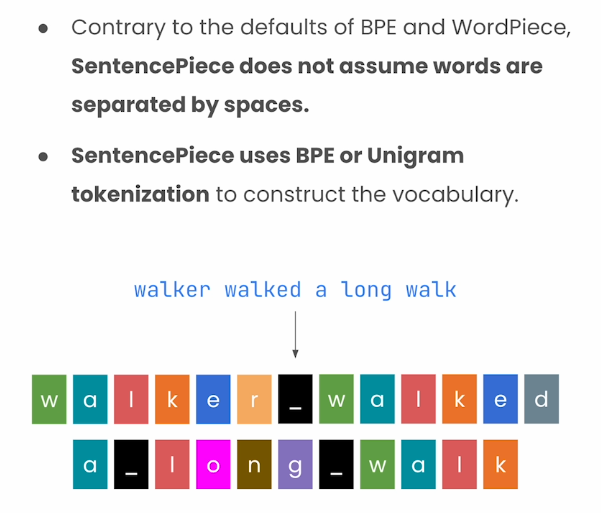 ● Contrary to the defaults of BPE and WordPiece,
SentencePiece does not assume words are
separated by spaces.
● SentencePiece uses BPE or Unigram
tokenization to construct the vocabulary.
walker walked a long walk
w a l k e r _ w a l k e d
a _ l o n g _ w a l k